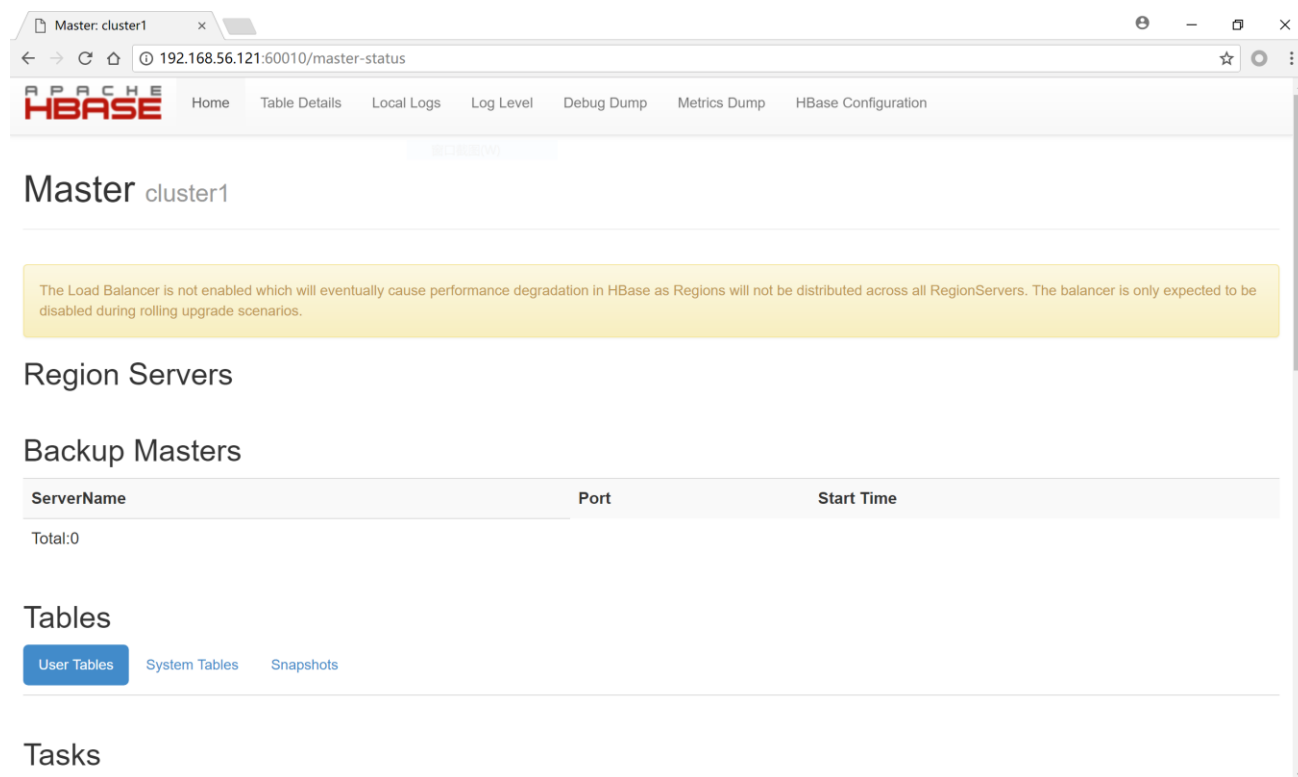 Master: cluster1
192.168.56.121:60010/master-status
APACHE
HBASE
Home Table Details Local Logs Log Level Debug Dump Metrics Dump HBase Configuration
Master cluster1
The Load Balancer is not enabled which will eventually cause performance degradation in HBase as Regions will not be distributed across all RegionServers. The balancer is only expected to be
disabled during rolling upgrade scenarios.
Region Servers
Backup Masters
ServerName Port Start Time
Total:0
Tables
User Tables System Tables Snapshots
Tasks